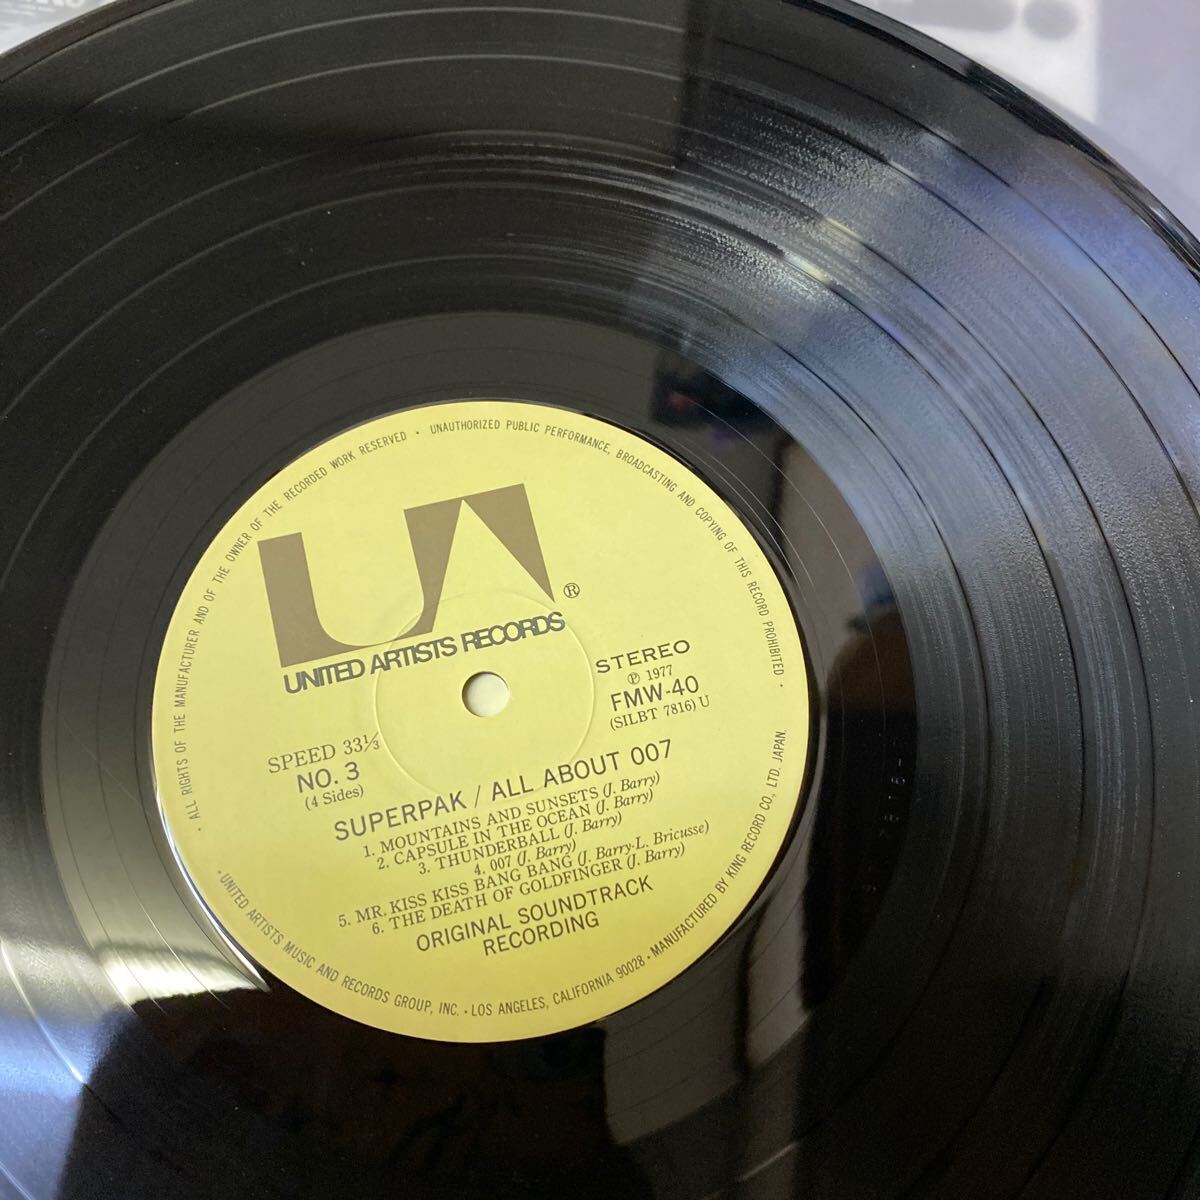 · ALL RIGHTS OF THE MANUFACTURER AND OF THE OWNER OF THE RECORDED WORK RESERVED · UNAUTHORIZED PUBLIC PERFORMANCE, BROADCASTING AND COPYING OF THIS RECORD PROHIBITED ·
UA®
UNITED ARTISTS RECORDS
STEREO
℗ 1977
FMW-40
(SILBT 7816) U
SPEED 33⅓
NO. 3
(4 Sides)
SUPERPAK / ALL ABOUT 007
1. MOUNTAINS AND SUNSETS (J. Barry)
2. CAPSULE IN THE OCEAN (J. Barry)
3. THUNDERBALL (J. Barry)
4. 007 (J. Barry)
5. MR. KISS KISS BANG BANG (J. Barry-L. Bricusse)
6. THE DEATH OF GOLDFINGER (J. Barry)
ORIGINAL SOUNDTRACK
RECORDING
· UNITED ARTISTS MUSIC AND RECORDS GROUP, INC. · LOS ANGELES, CALIFORNIA 90028 · MANUFACTURED BY KING RECORD CO., LTD. JAPAN.